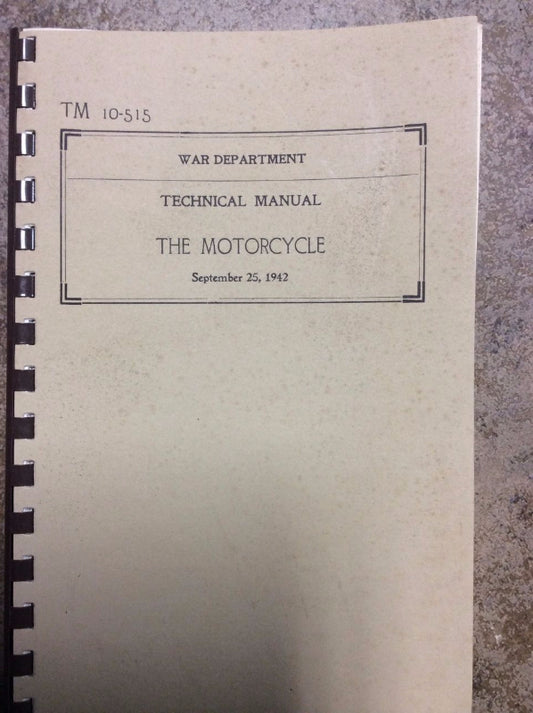 TM 10-515
WAR DEPARTMENT
TECHNICAL MANUAL
THE MOTORCYCLE
September 25, 1942